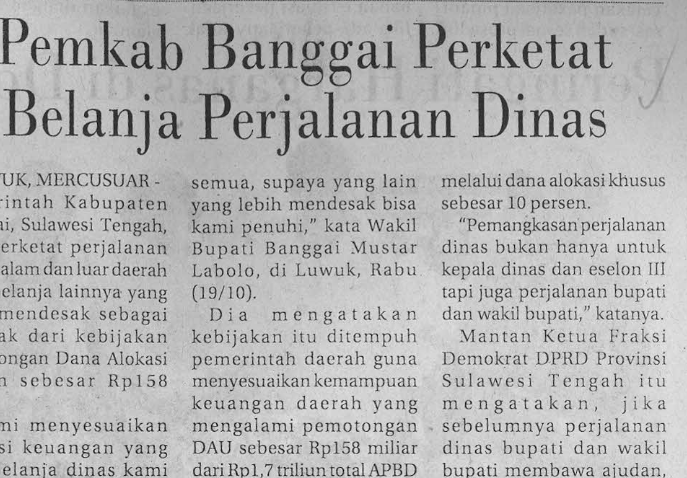 Pemkab Banggai Perketat
Belanja Perjalanan Dinas
UK, MERCUSUAR -
rintah Kabupaten
ai, Sulawesi Tengah,
erketat perjalanan
alam dan luar daerah
elanja lainnya yang
mendesak sebagai
ak dari kebijakan
ongan Dana Alokasi
n sebesar Rp158
mi menyesuaikan
si keuangan yang
elanja dinas kami
semua, supaya yang lain
yang lebih mendesak bisa
kami penuhi,” kata Wakil
Bupati Banggai Mustar
Labolo, di Luwuk, Rabu
(19/10).
Dia mengatakan
kebijakan itu ditempuh
pemerintah daerah guna
menyesuaikan kemampuan
keuangan daerah yang
mengalami pemotongan
DAU sebesar Rp158 miliar
dari Rp1,7 triliun total APBD
melalui dana alokasi khusus
sebesar 10 persen.
“Pemangkasan perjalanan
dinas bukan hanya untuk
kepala dinas dan eselon III
tapi juga perjalanan bupati
dan wakil bupati,” katanya.
Mantan Ketua Fraksi
Demokrat DPRD Provinsi
Sulawesi Tengah itu
mengatakan, jika
sebelumnya perjalanan
dinas bupati dan wakil
bupati membawa ajudan,